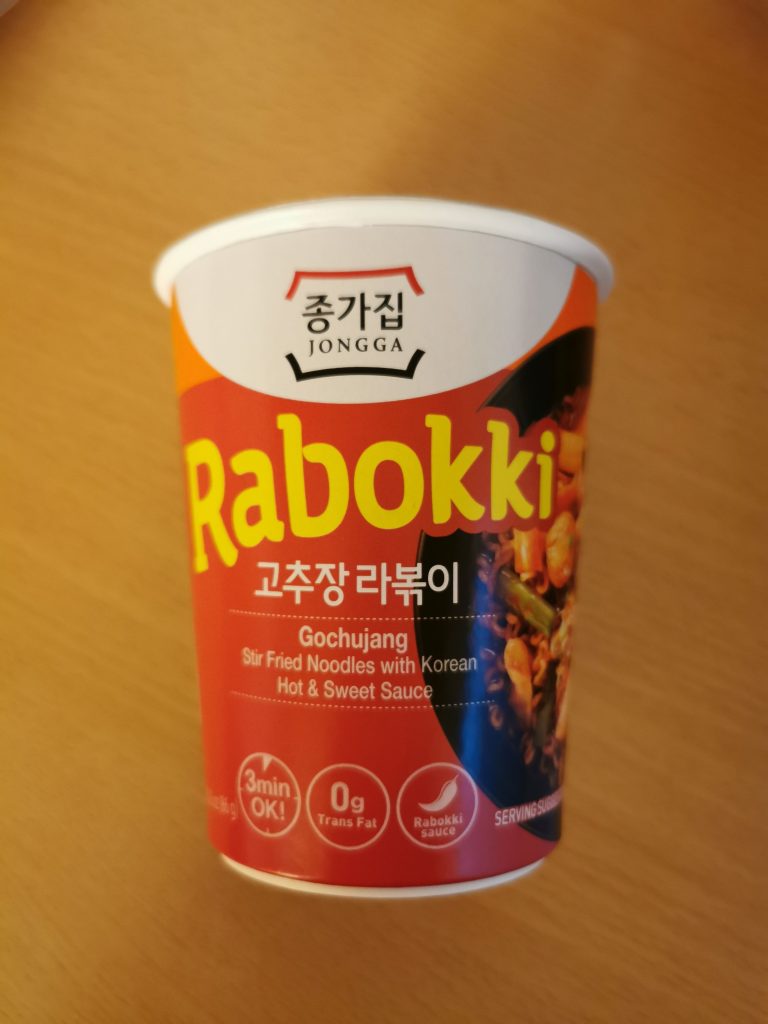 종가집
JONGGA
Rabokki
고추장 라볶이
Gochujang
Stir Fried Noodles with Korean
Hot & Sweet Sauce
3min
OK!
0g
Trans Fat
Rabokki
sauce
SERVING